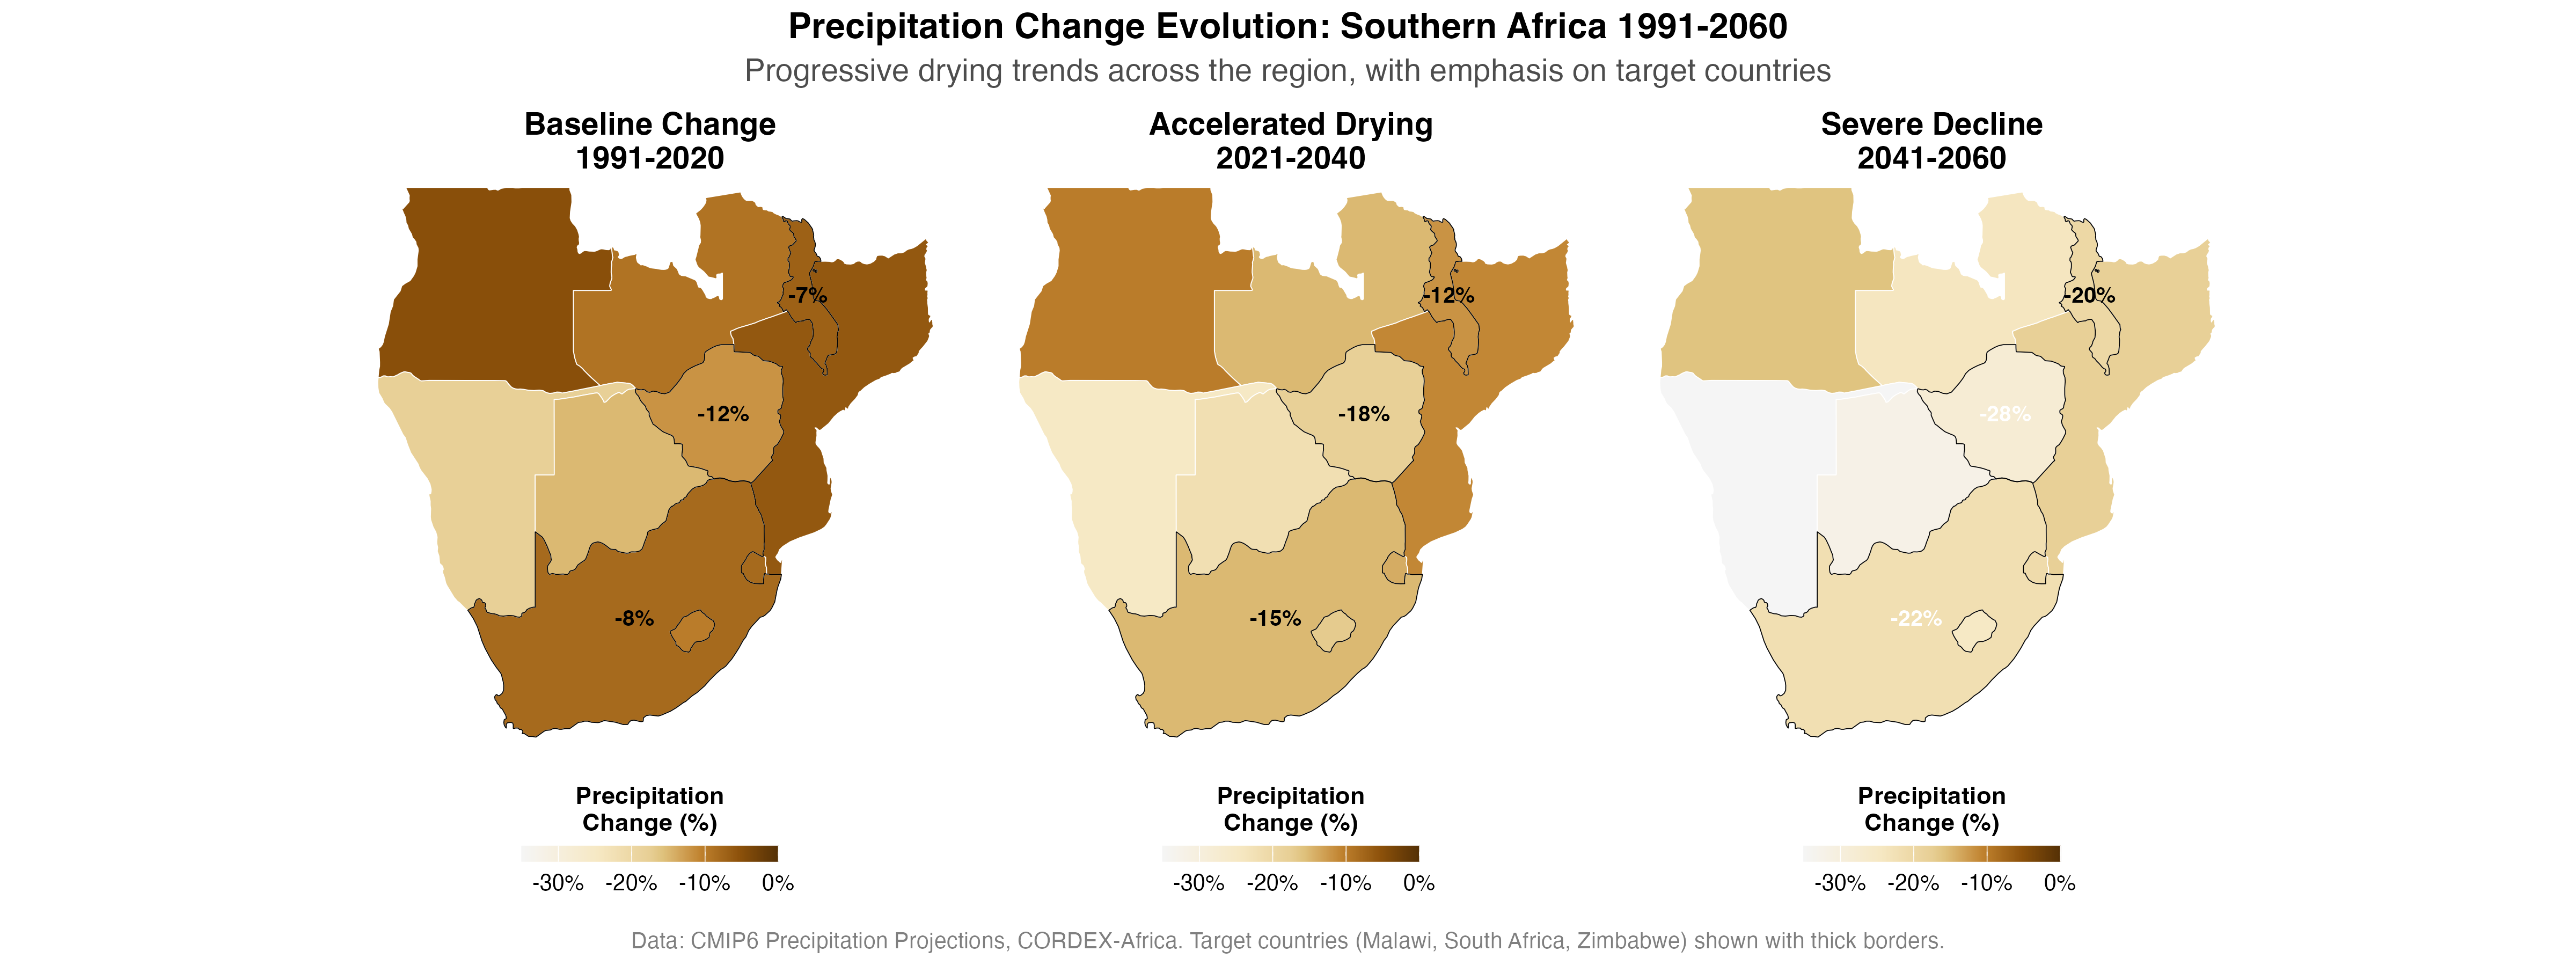 Precipitation Change Evolution: Southern Africa 1991-2060
Progressive drying trends across the region, with emphasis on target countries
Baseline Change
1991-2020
-7%
-12%
-8%
Precipitation
Change (%)
-30% -20% -10% 0%
Accelerated Drying
2021-2040
-12%
-18%
-15%
Precipitation
Change (%)
-30% -20% -10% 0%
Severe Decline
2041-2060
-20%
-28%
-22%
Precipitation
Change (%)
-30% -20% -10% 0%
Data: CMIP6 Precipitation Projections, CORDEX-Africa. Target countries (Malawi, South Africa, Zimbabwe) shown with thick borders.